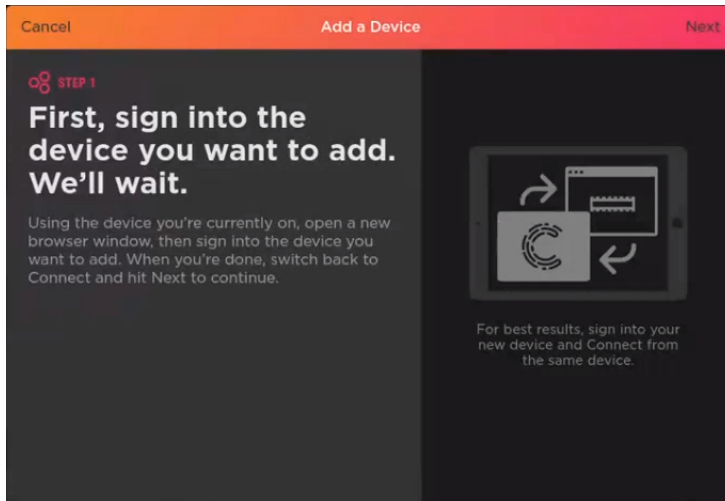 Cancel
Add a Device
Next
STEP 1
First, sign into the
device you want to add.
We'll wait.
Using the device you're currently on, open a new
browser window, then sign into the device you
want to add. When you're done, switch back to
Connect and hit Next to continue.
For best results, sign into your
new device and Connect from
the same device.